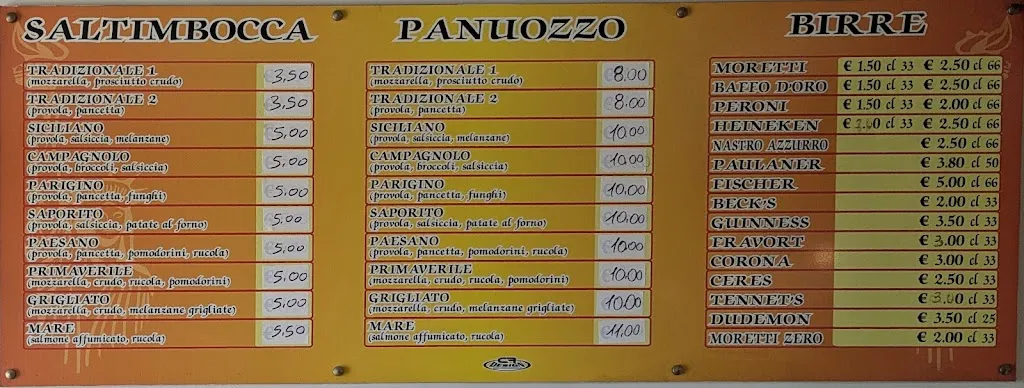 SALTIMBOCCA
TRADIZIONALE 1 3,50
(mozzarella, prosciutto crudo)
TRADIZIONALE 2 3,50
(provola, pancetta)
SICILIANO 5,00
(provola, salsiccia, melanzane)
CAMPAGNOLO 5,00
(provola, broccoli, salsiccia)
PARIGINO 5,00
(provola, pancetta, funghi)
SAPORITO 5,00
(provola, salsiccia, patate al forno)
PAESANO 5,00
(provola, pancetta, pomodorini, rucola)
PRIMAVERILE 5,00
(mozzarella, crudo, rucola, pomodorini)
GRIGLIATO 5,00
(mozzarella, crudo, melanzane grigliate)
MARE 5,50
(salmone affumicato, rucola)
PANUOZZO
TRADIZIONALE 1 8,00
(mozzarella, prosciutto crudo)
TRADIZIONALE 2 8,00
(provola, pancetta)
SICILIANO 10,00
(provola, salsiccia, melanzane)
CAMPAGNOLO 10,00
(provola, broccoli, salsiccia)
PARIGINO 10,00
(provola, pancetta, funghi)
SAPORITO 10,00
(provola, salsiccia, patate al forno)
PAESANO 10,00
(provola, pancetta, pomodorini, rucola)
PRIMAVERILE 10,00
(mozzarella, crudo, rucola, pomodorini)
GRIGLIATO 10,00
(mozzarella, crudo, melanzane grigliate)
MARE 11,00
(salmone affumicato, rucola)
DESIGN
BIRRE
MORETTI € 1.50 cl 33 € 2.50 cl 66
BAFFO D'ORO € 1.50 cl 33 € 2.50 cl 66
PERONI € 1.50 cl 33 € 2.00 cl 66
HEINEKEN € 2.00 cl 33 € 2.50 cl 66
NASTRO AZZURRO € 2.50 cl 66
PAULANER € 3.80 cl 50
FISCHER € 5.00 cl 66
BECK'S € 2.00 cl 33
GUINNESS € 3.50 cl 33
FRAVORT € 3.00 cl 33
CORONA € 3.00 cl 33
CERES € 2.50 cl 33
TENNET'S € 3.00 cl 33
DUDEMON € 3.50 cl 25
MORETTI ZERO € 2.00 cl 33